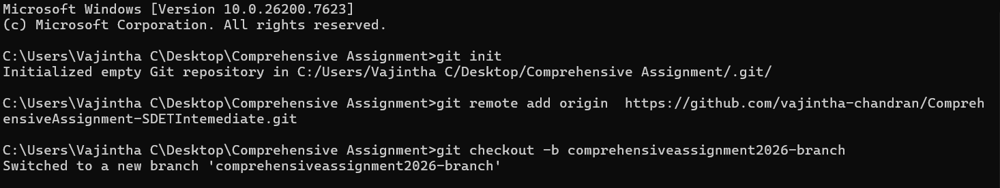 Microsoft Windows [Version 10.0.26200.7623]
(c) Microsoft Corporation. All rights reserved.
C:\Users\Vajintha C\Desktop\Comprehensive Assignment>git init
Initialized empty Git repository in C:/Users/Vajintha C/Desktop/Comprehensive Assignment/.git/
C:\Users\Vajintha C\Desktop\Comprehensive Assignment>git remote add origin  https://github.com/vajintha-chandran/Compreh
ensiveAssignment-SDETIntemediate.git
C:\Users\Vajintha C\Desktop\Comprehensive Assignment>git checkout -b comprehensiveassignment2026-branch
Switched to a new branch 'comprehensiveassignment2026-branch'